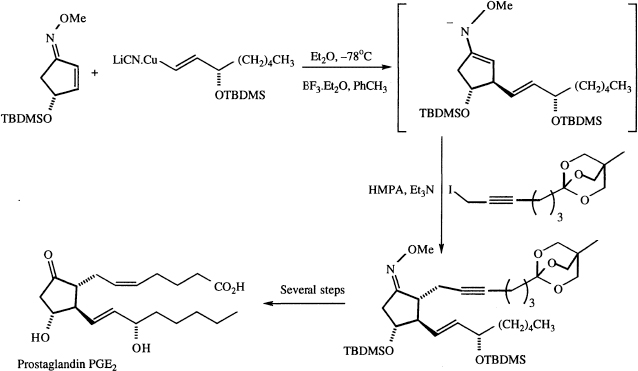 OMe
N
TBDMSO
+
LiCN.Cu
(CH2)4CH3
OTBDMS
Et2O, –78oC
BF3.Et2O, PhCH3
–
OMe
N
(CH2)4CH3
TBDMSO
OTBDMS
HMPA, Et3N
I
( )3
O
O
O
O
CO2H
HO
OH
Prostaglandin PGE2
Several steps
OMe
N
( )3
O
O
O
(CH2)4CH3
TBDMSO
OTBDMS